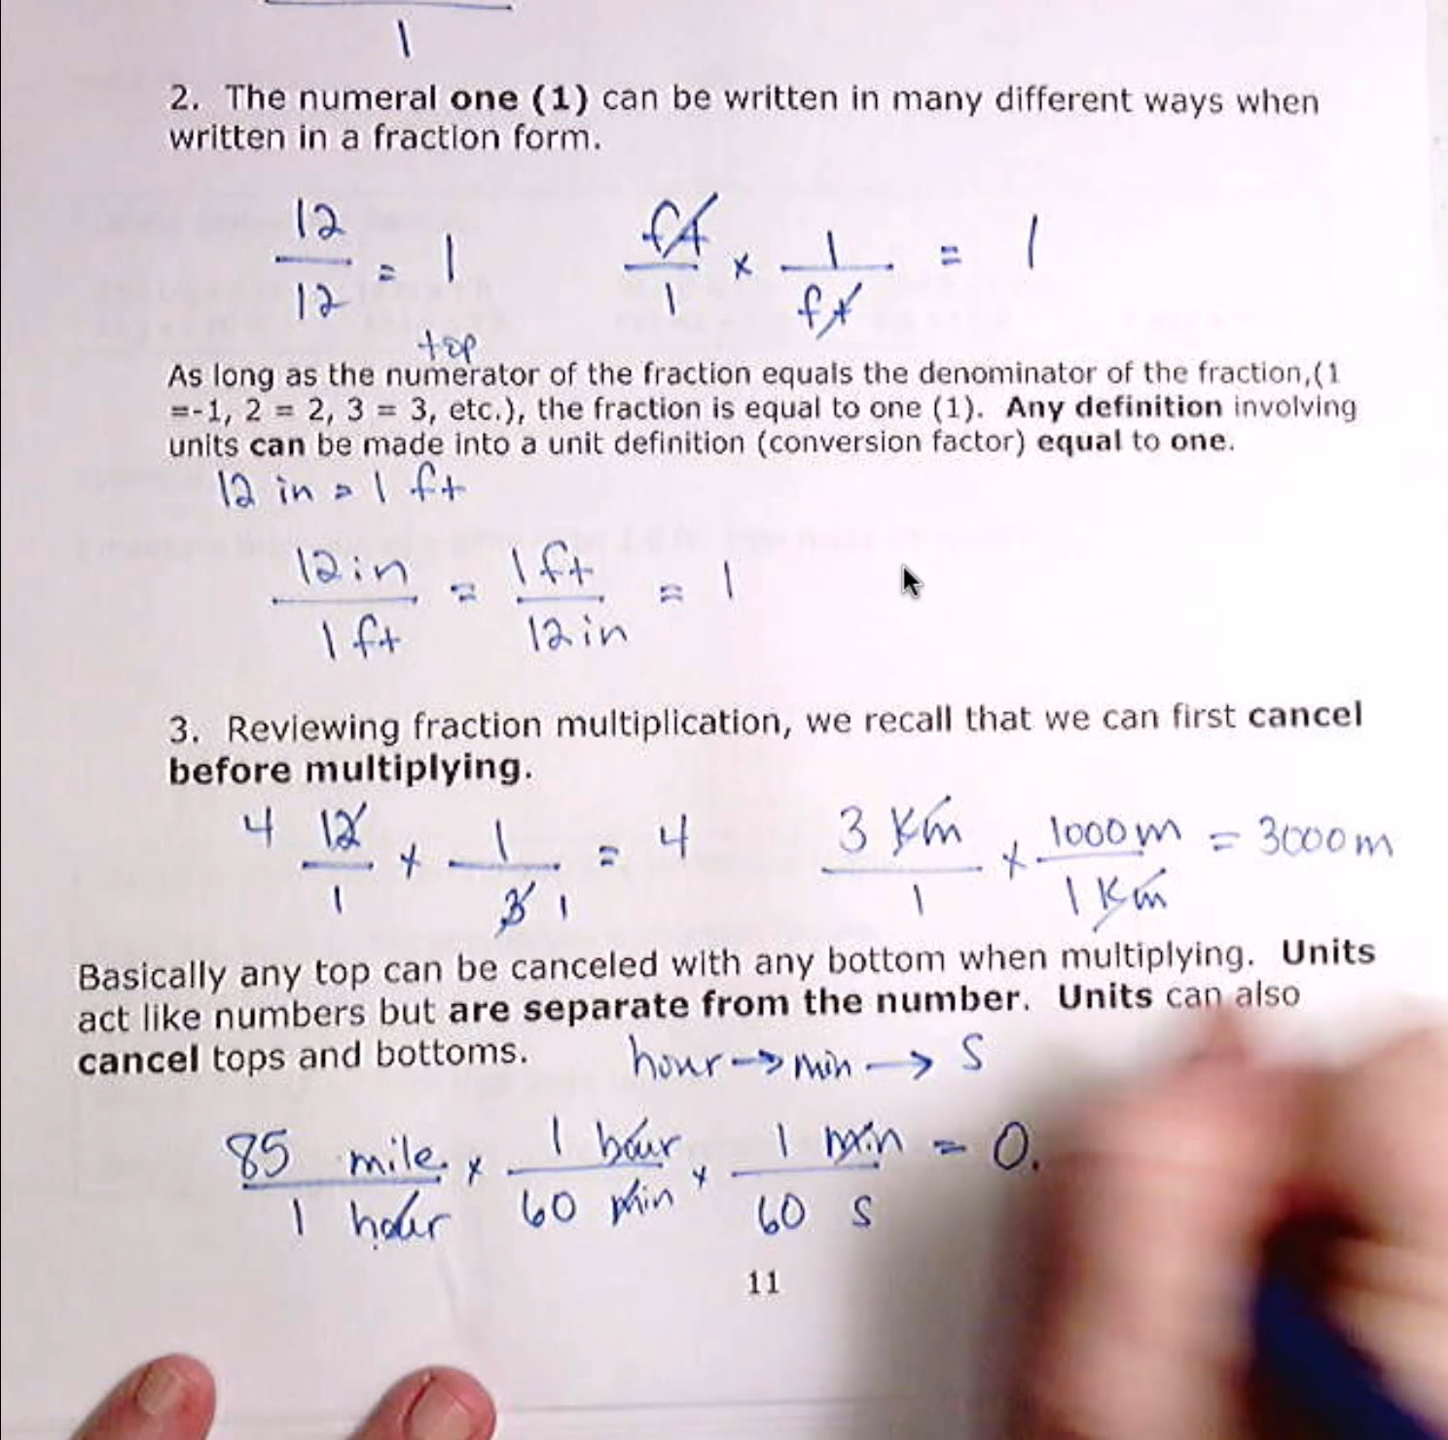 1
2. The numeral one (1) can be written in many different ways when
written in a fraction form.
12/12 = 1    ft/1 × 1/ft = 1
top
As long as the numerator of the fraction equals the denominator of the fraction,(1
=-1, 2 = 2, 3 = 3, etc.), the fraction is equal to one (1). Any definition involving
units can be made into a unit definition (conversion factor) equal to one.
12 in = 1 ft
12in/1 ft = 1 ft/12in = 1
3. Reviewing fraction multiplication, we recall that we can first cancel
before multiplying.
4 12/1 × 1/3 1 = 4    3 km/1 × 1000m/1 km = 3000m
Basically any top can be canceled with any bottom when multiplying. Units
act like numbers but are separate from the number. Units can also
cancel tops and bottoms.
hour → min → s
85 mile/1 hour × 1 hour/60 min × 1 min/60 s = 0.
11